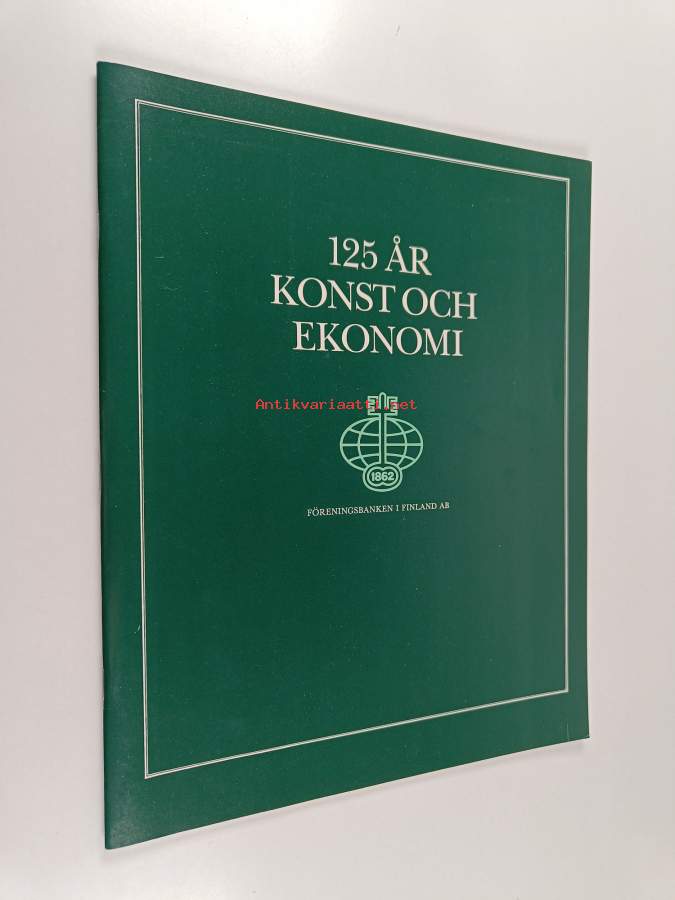 125 ÅR
KONST OCH
EKONOMI
Antikvariaatti.net
1862
FÖRENINGSBANKEN I FINLAND AB